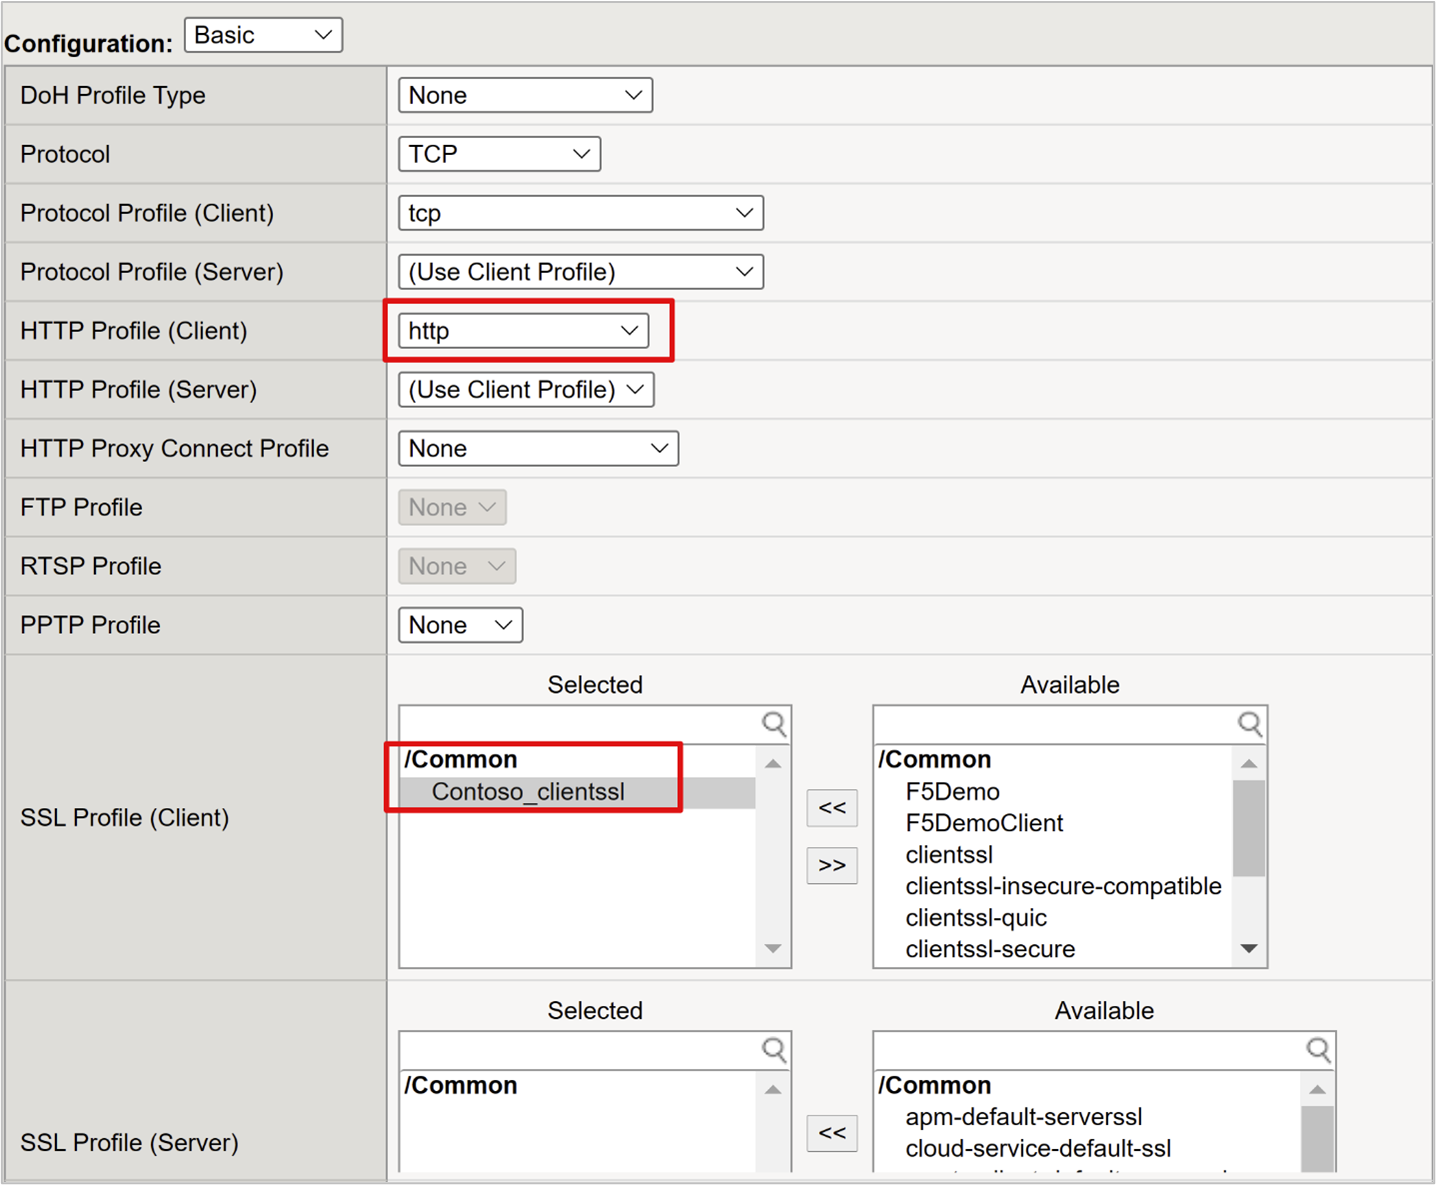 Configuration: Basic
DoH Profile Type None
Protocol TCP
Protocol Profile (Client) tcp
Protocol Profile (Server) (Use Client Profile)
HTTP Profile (Client) http
HTTP Profile (Server) (Use Client Profile)
HTTP Proxy Connect Profile None
FTP Profile None
RTSP Profile None
PPTP Profile None
SSL Profile (Client)
Selected
/Common
Contoso_clientssl
<<
>>
Available
/Common
F5Demo
F5DemoClient
clientssl
clientssl-insecure-compatible
clientssl-quic
clientssl-secure
SSL Profile (Server)
Selected
/Common
<<
Available
/Common
apm-default-serverssl
cloud-service-default-ssl